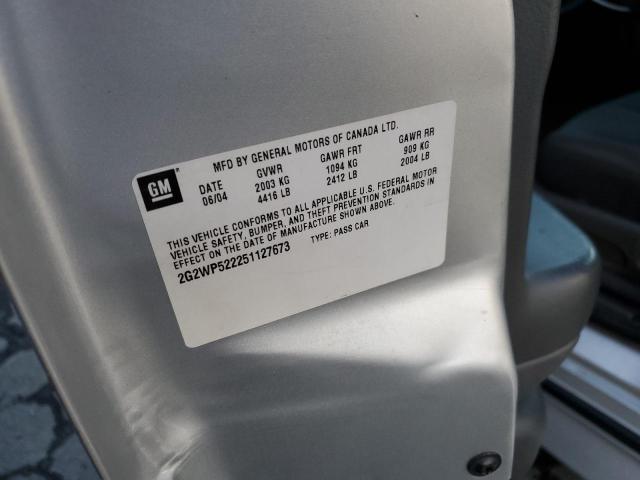 GM
MFD BY GENERAL MOTORS OF CANADA LTD.
DATE GVWR GAWR FRT GAWR RR
06/04 2003 KG 1094 KG 909 KG
4416 LB 2412 LB 2004 LB
THIS VEHICLE CONFORMS TO ALL APPLICABLE U.S. FEDERAL MOTOR
VEHICLE SAFETY, BUMPER, AND THEFT PREVENTION STANDARDS IN
EFFECT ON THE DATE OF MANUFACTURE SHOWN ABOVE.
2G2WP522251127673 TYPE: PASS CAR